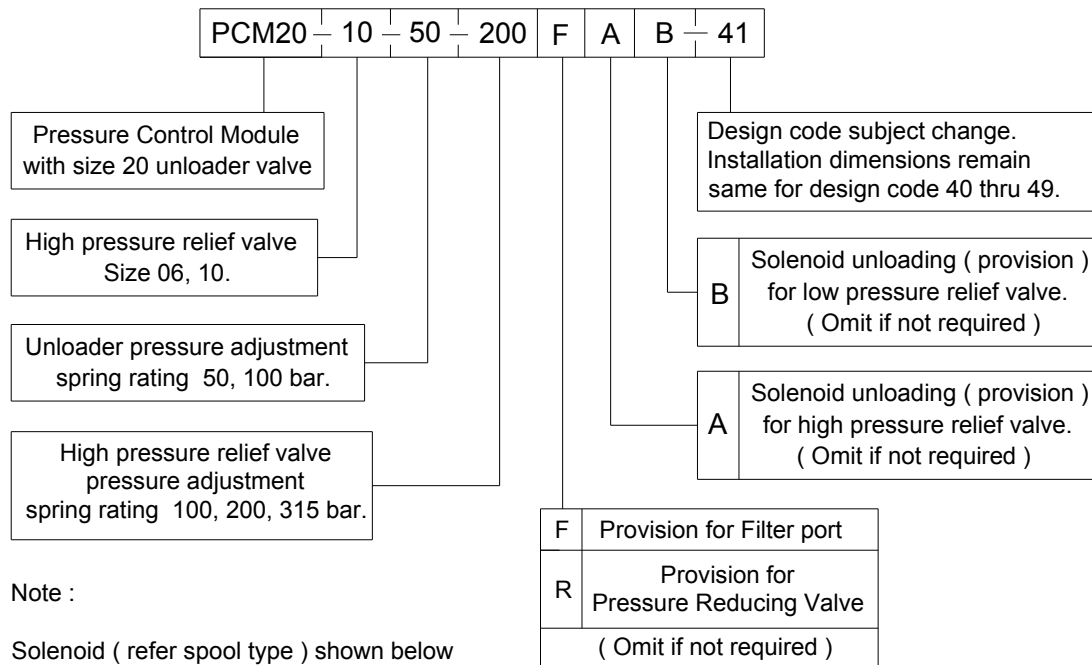 PCM20 - 10 - 50 - 200 F A B - 41
Pressure Control Module
with size 20 unloader valve
High pressure relief valve
Size 06, 10.
Unloader pressure adjustment
spring rating 50, 100 bar.
High pressure relief valve
pressure adjustment
spring rating 100, 200, 315 bar.
Note :
Solenoid ( refer spool type ) shown below
Design code subject change.
Installation dimensions remain
same for design code 40 thru 49.
B
Solenoid unloading ( provision )
for low pressure relief valve.
( Omit if not required )
A
Solenoid unloading ( provision )
for high pressure relief valve.
( Omit if not required )
F Provision for Filter port
R
Provision for
Pressure Reducing Valve
( Omit if not required )